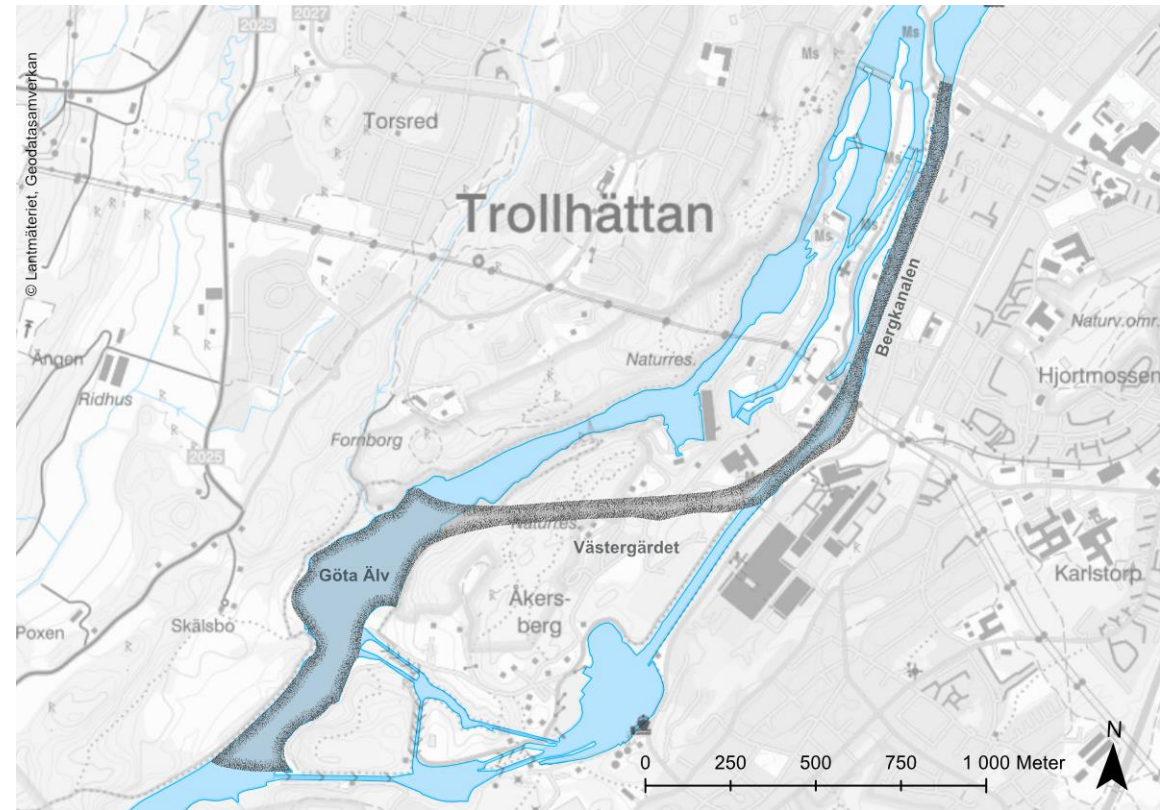 © Lantmäteriet, Geodatasamverkan
2025
2027
Ms
Ms
Torsred
Trollhättan
Ms
Ms
Ms
Bergkanalen
Naturv.omr.
Ängen
Ridhus
Naturres.
Hjortmossen
Fornborg
2025
Naturres.
Västergärdet
Göta Älv
Karlstorp
Åkers-
berg
Poxen
Skälsbo
N
0 250 500 750 1 000 Meter